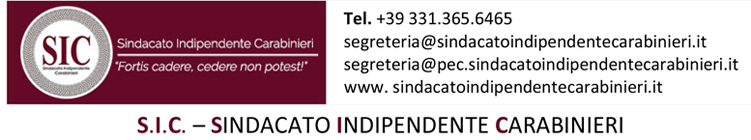 SIC
Sindacato Indipendente
Carabinieri
Sindacato Indipendente Carabinieri
"Fortis cadere, cedere non potest!"
Tel. +39 331.365.6465
segreteria@sindacatoindipendentecarabinieri.it
segreteria@pec.sindacatoindipendentecarabinieri.it
www. sindacatoindipendentecarabinieri.it
S.I.C. – SINDACATO INDIPENDENTE CARABINIERI